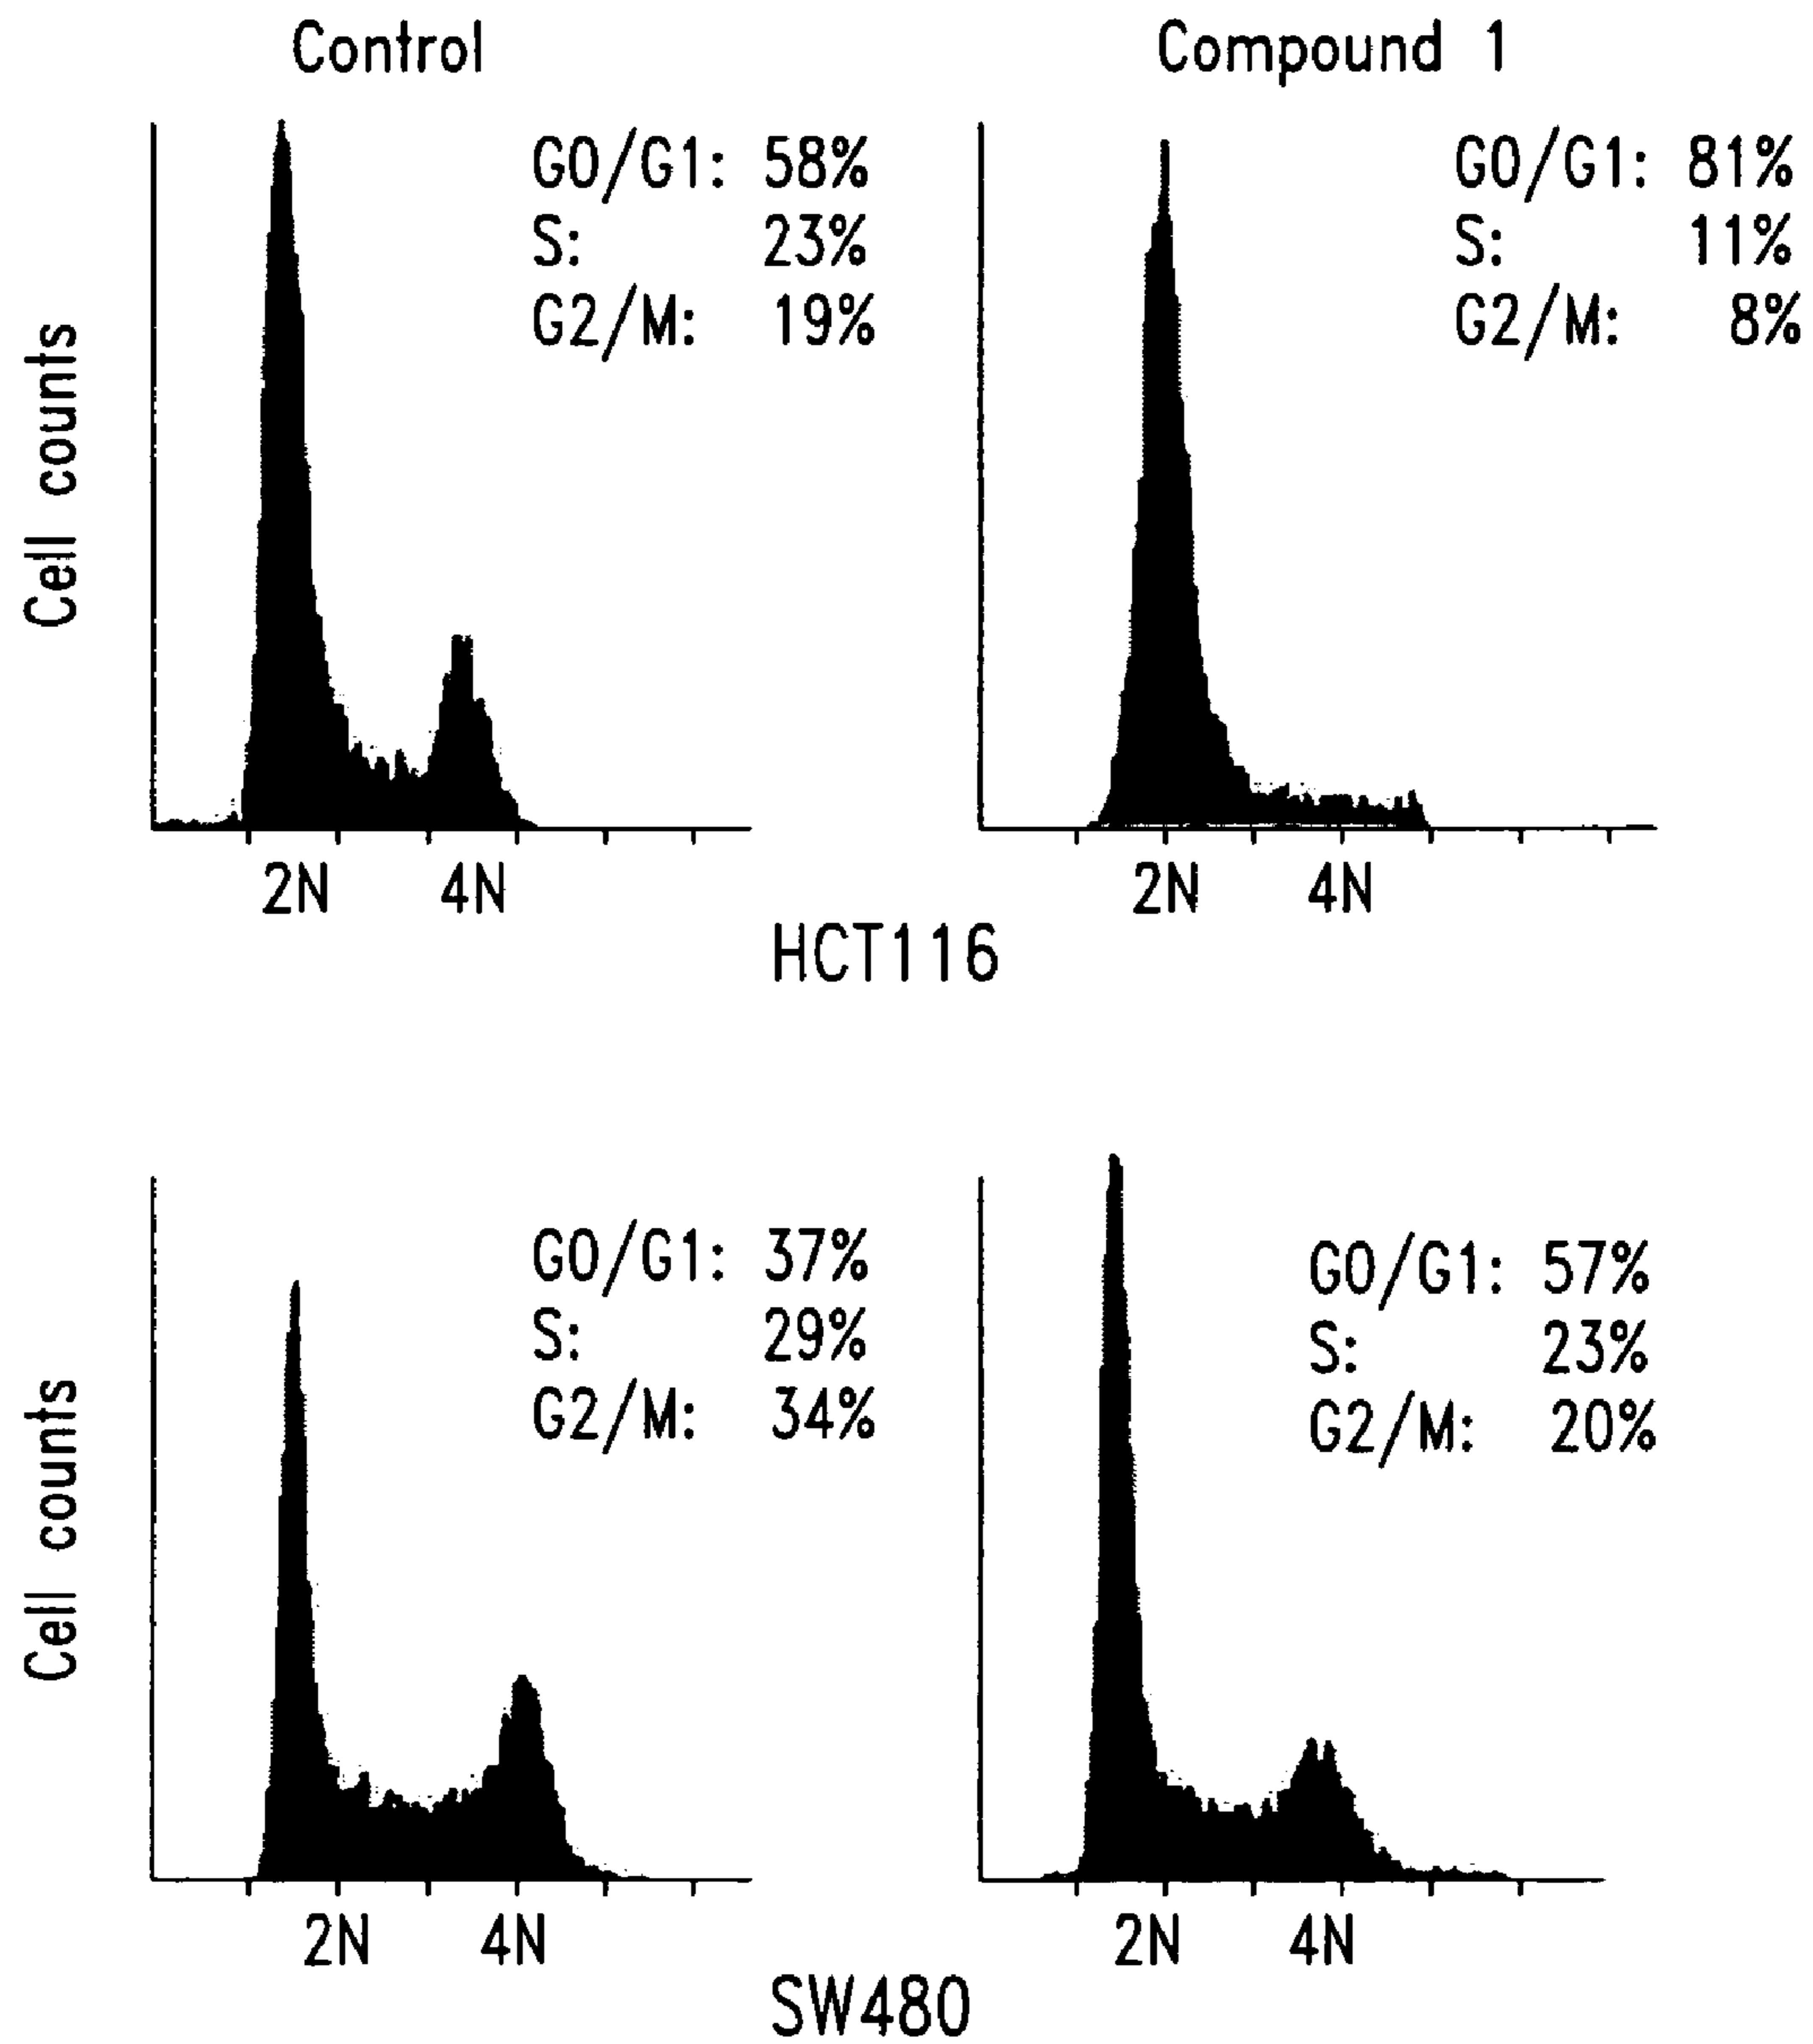 Control
Compound 1
Cell counts
G0/G1: 58%
S: 23%
G2/M: 19%
2N 4N
G0/G1: 81%
S: 11%
G2/M: 8%
2N 4N
HCT116
Cell counts
G0/G1: 37%
S: 29%
G2/M: 34%
2N 4N
G0/G1: 57%
S: 23%
G2/M: 20%
2N 4N
SW480